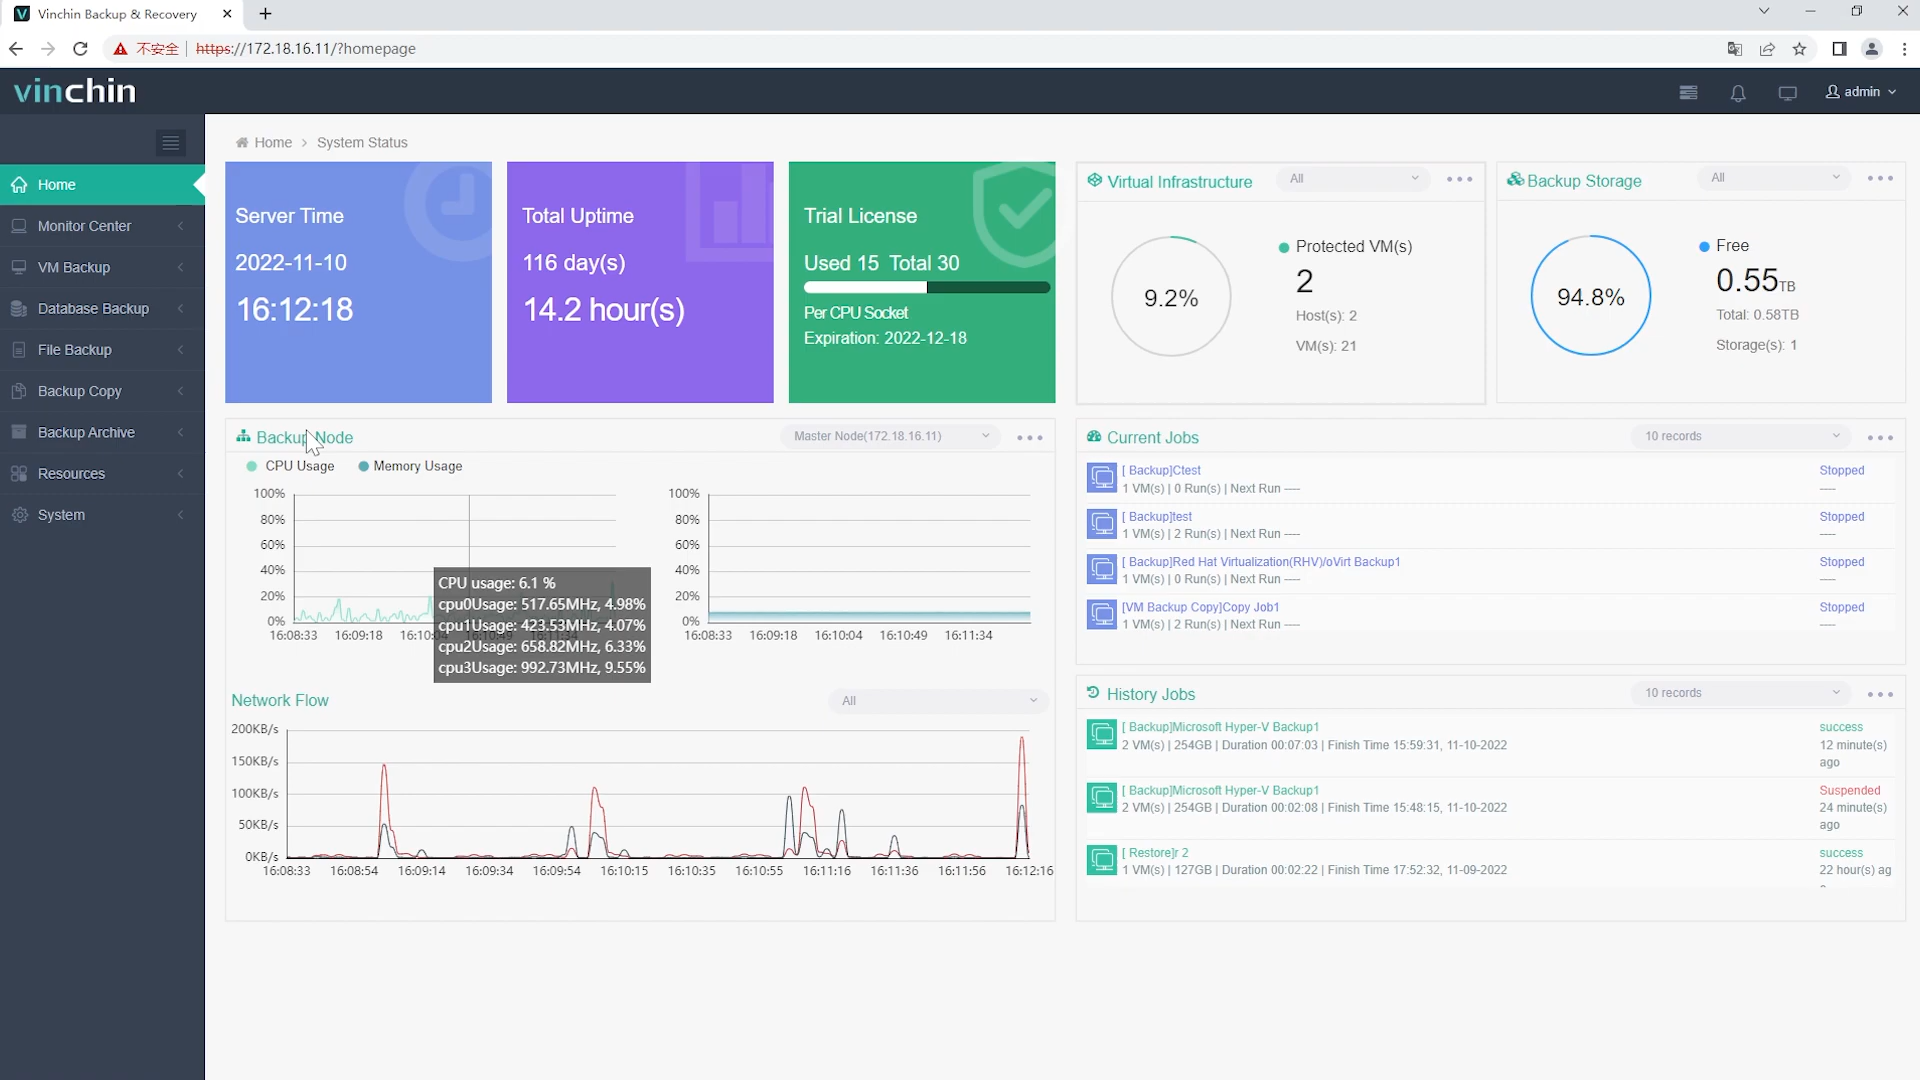 Vinchin Backup & Recovery
不安全 https://172.18.16.11/?homepage
vinchin
admin
Home
Monitor Center
VM Backup
Database Backup
File Backup
Backup Copy
Backup Archive
Resources
System
Home > System Status
Server Time
2022-11-10
16:12:18
Total Uptime
116 day(s)
14.2 hour(s)
Trial License
Used 15 Total 30
Per CPU Socket
Expiration: 2022-12-18
Virtual Infrastructure
All
9.2%
Protected VM(s)
2
Host(s): 2
VM(s): 21
Backup Storage
All
94.8%
Free
0.55TB
Total: 0.58TB
Storage(s): 1
Backup Node
Master Node(172.18.16.11)
CPU Usage Memory Usage
100%
80%
60%
40%
20%
0%
16:08:33 16:09:18 16:10:04 16:10:49 16:11:34
CPU usage: 6.1 %
cpu0Usage: 517.65MHz, 4.98%
cpu1Usage: 423.53MHz, 4.07%
cpu2Usage: 658.82MHz, 6.33%
cpu3Usage: 992.73MHz, 9.55%
100%
80%
60%
40%
20%
0%
16:08:33 16:09:18 16:10:04 16:10:49 16:11:34
Network Flow
All
200KB/s
150KB/s
100KB/s
50KB/s
0KB/s
16:08:33 16:08:54 16:09:14 16:09:34 16:09:54 16:10:15 16:10:35 16:10:55 16:11:16 16:11:36 16:11:56 16:12:16
Current Jobs
10 records
[ Backup]Ctest
Stopped
1 VM(s) | 0 Run(s) | Next Run ----
----
[ Backup]test
Stopped
1 VM(s) | 2 Run(s) | Next Run ----
----
[ Backup]Red Hat Virtualization(RHV)/oVirt Backup1
Stopped
1 VM(s) | 0 Run(s) | Next Run ----
----
[VM Backup Copy]Copy Job1
Stopped
1 VM(s) | 2 Run(s) | Next Run ----
----
History Jobs
10 records
[ Backup]Microsoft Hyper-V Backup1
success
2 VM(s) | 254GB | Duration 00:07:03 | Finish Time 15:59:31, 11-10-2022
12 minute(s)
ago
[ Backup]Microsoft Hyper-V Backup1
Suspended
2 VM(s) | 254GB | Duration 00:02:08 | Finish Time 15:48:15, 11-10-2022
24 minute(s)
ago
[ Restore]r 2
success
1 VM(s) | 127GB | Duration 00:02:22 | Finish Time 17:52:32, 11-09-2022
22 hour(s) ag